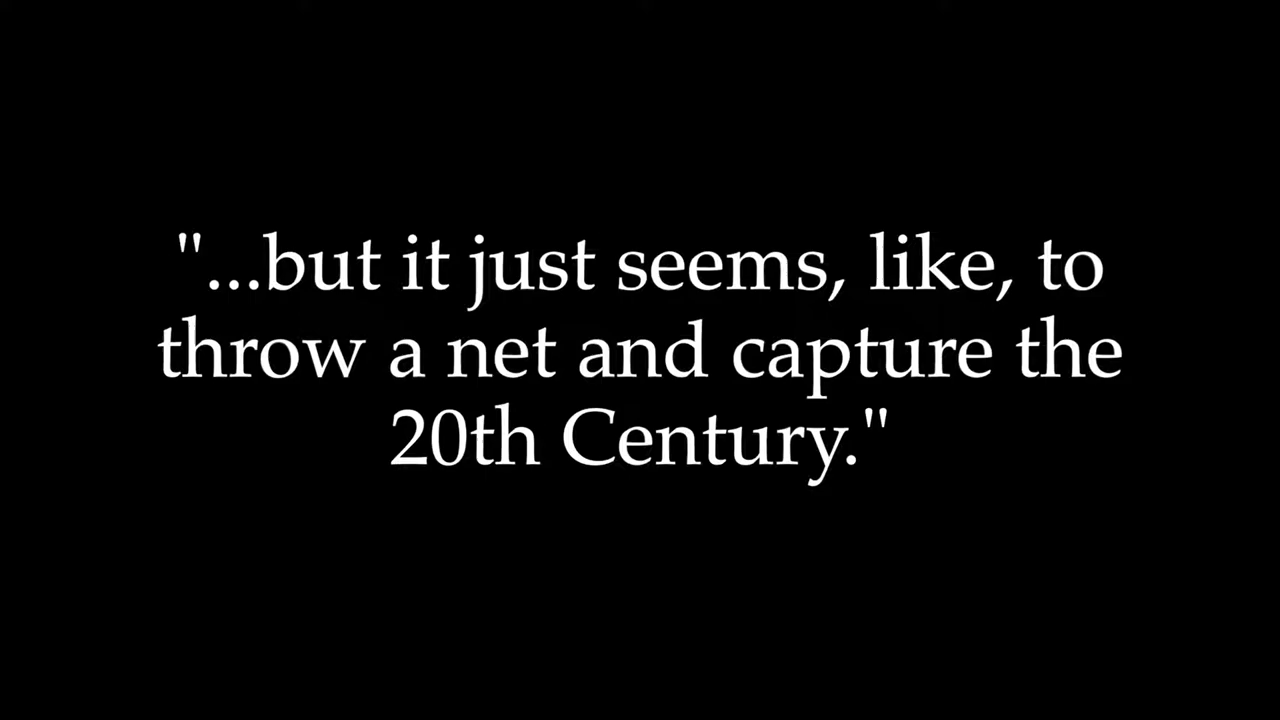 "...but it just seems, like, to
throw a net and capture the
20th Century."